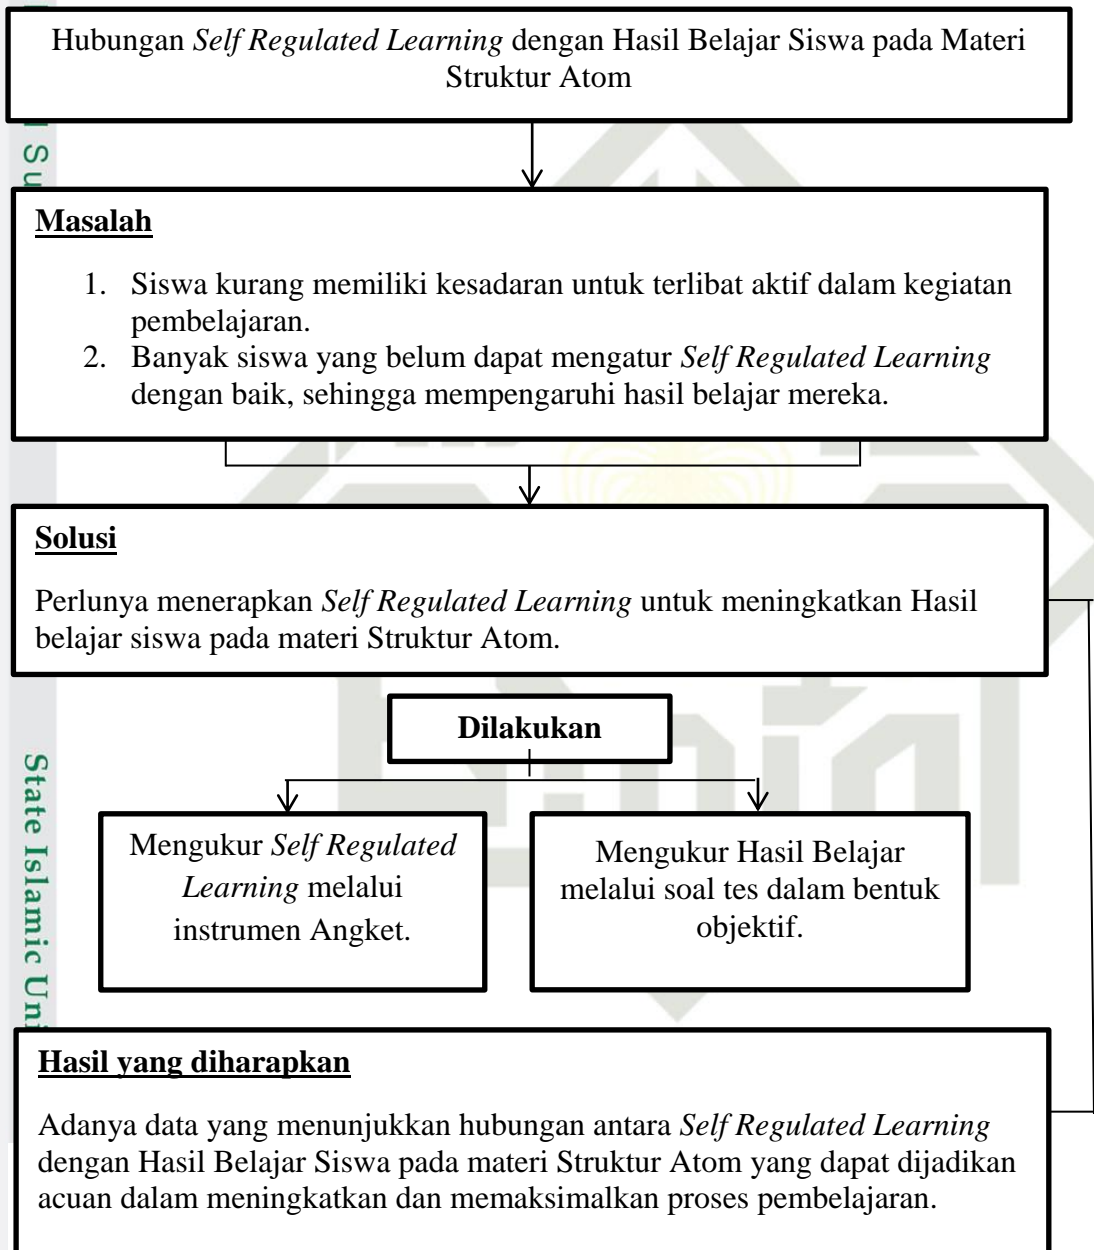 Hubungan Self Regulated Learning dengan Hasil Belajar Siswa pada Materi
Struktur Atom
Masalah
1. Siswa kurang memiliki kesadaran untuk terlibat aktif dalam kegiatan
pembelajaran.
2. Banyak siswa yang belum dapat mengatur Self Regulated Learning
dengan baik, sehingga mempengaruhi hasil belajar mereka.
Solusi
Perlunya menerapkan Self Regulated Learning untuk meningkatkan Hasil
belajar siswa pada materi Struktur Atom.
Dilakukan
Mengukur Self Regulated
Learning melalui
instrumen Angket.
Mengukur Hasil Belajar
melalui soal tes dalam bentuk
objektif.
Hasil yang diharapkan
Adanya data yang menunjukkan hubungan antara Self Regulated Learning
dengan Hasil Belajar Siswa pada materi Struktur Atom yang dapat dijadikan
acuan dalam meningkatkan dan memaksimalkan proses pembelajaran.
State Islamic